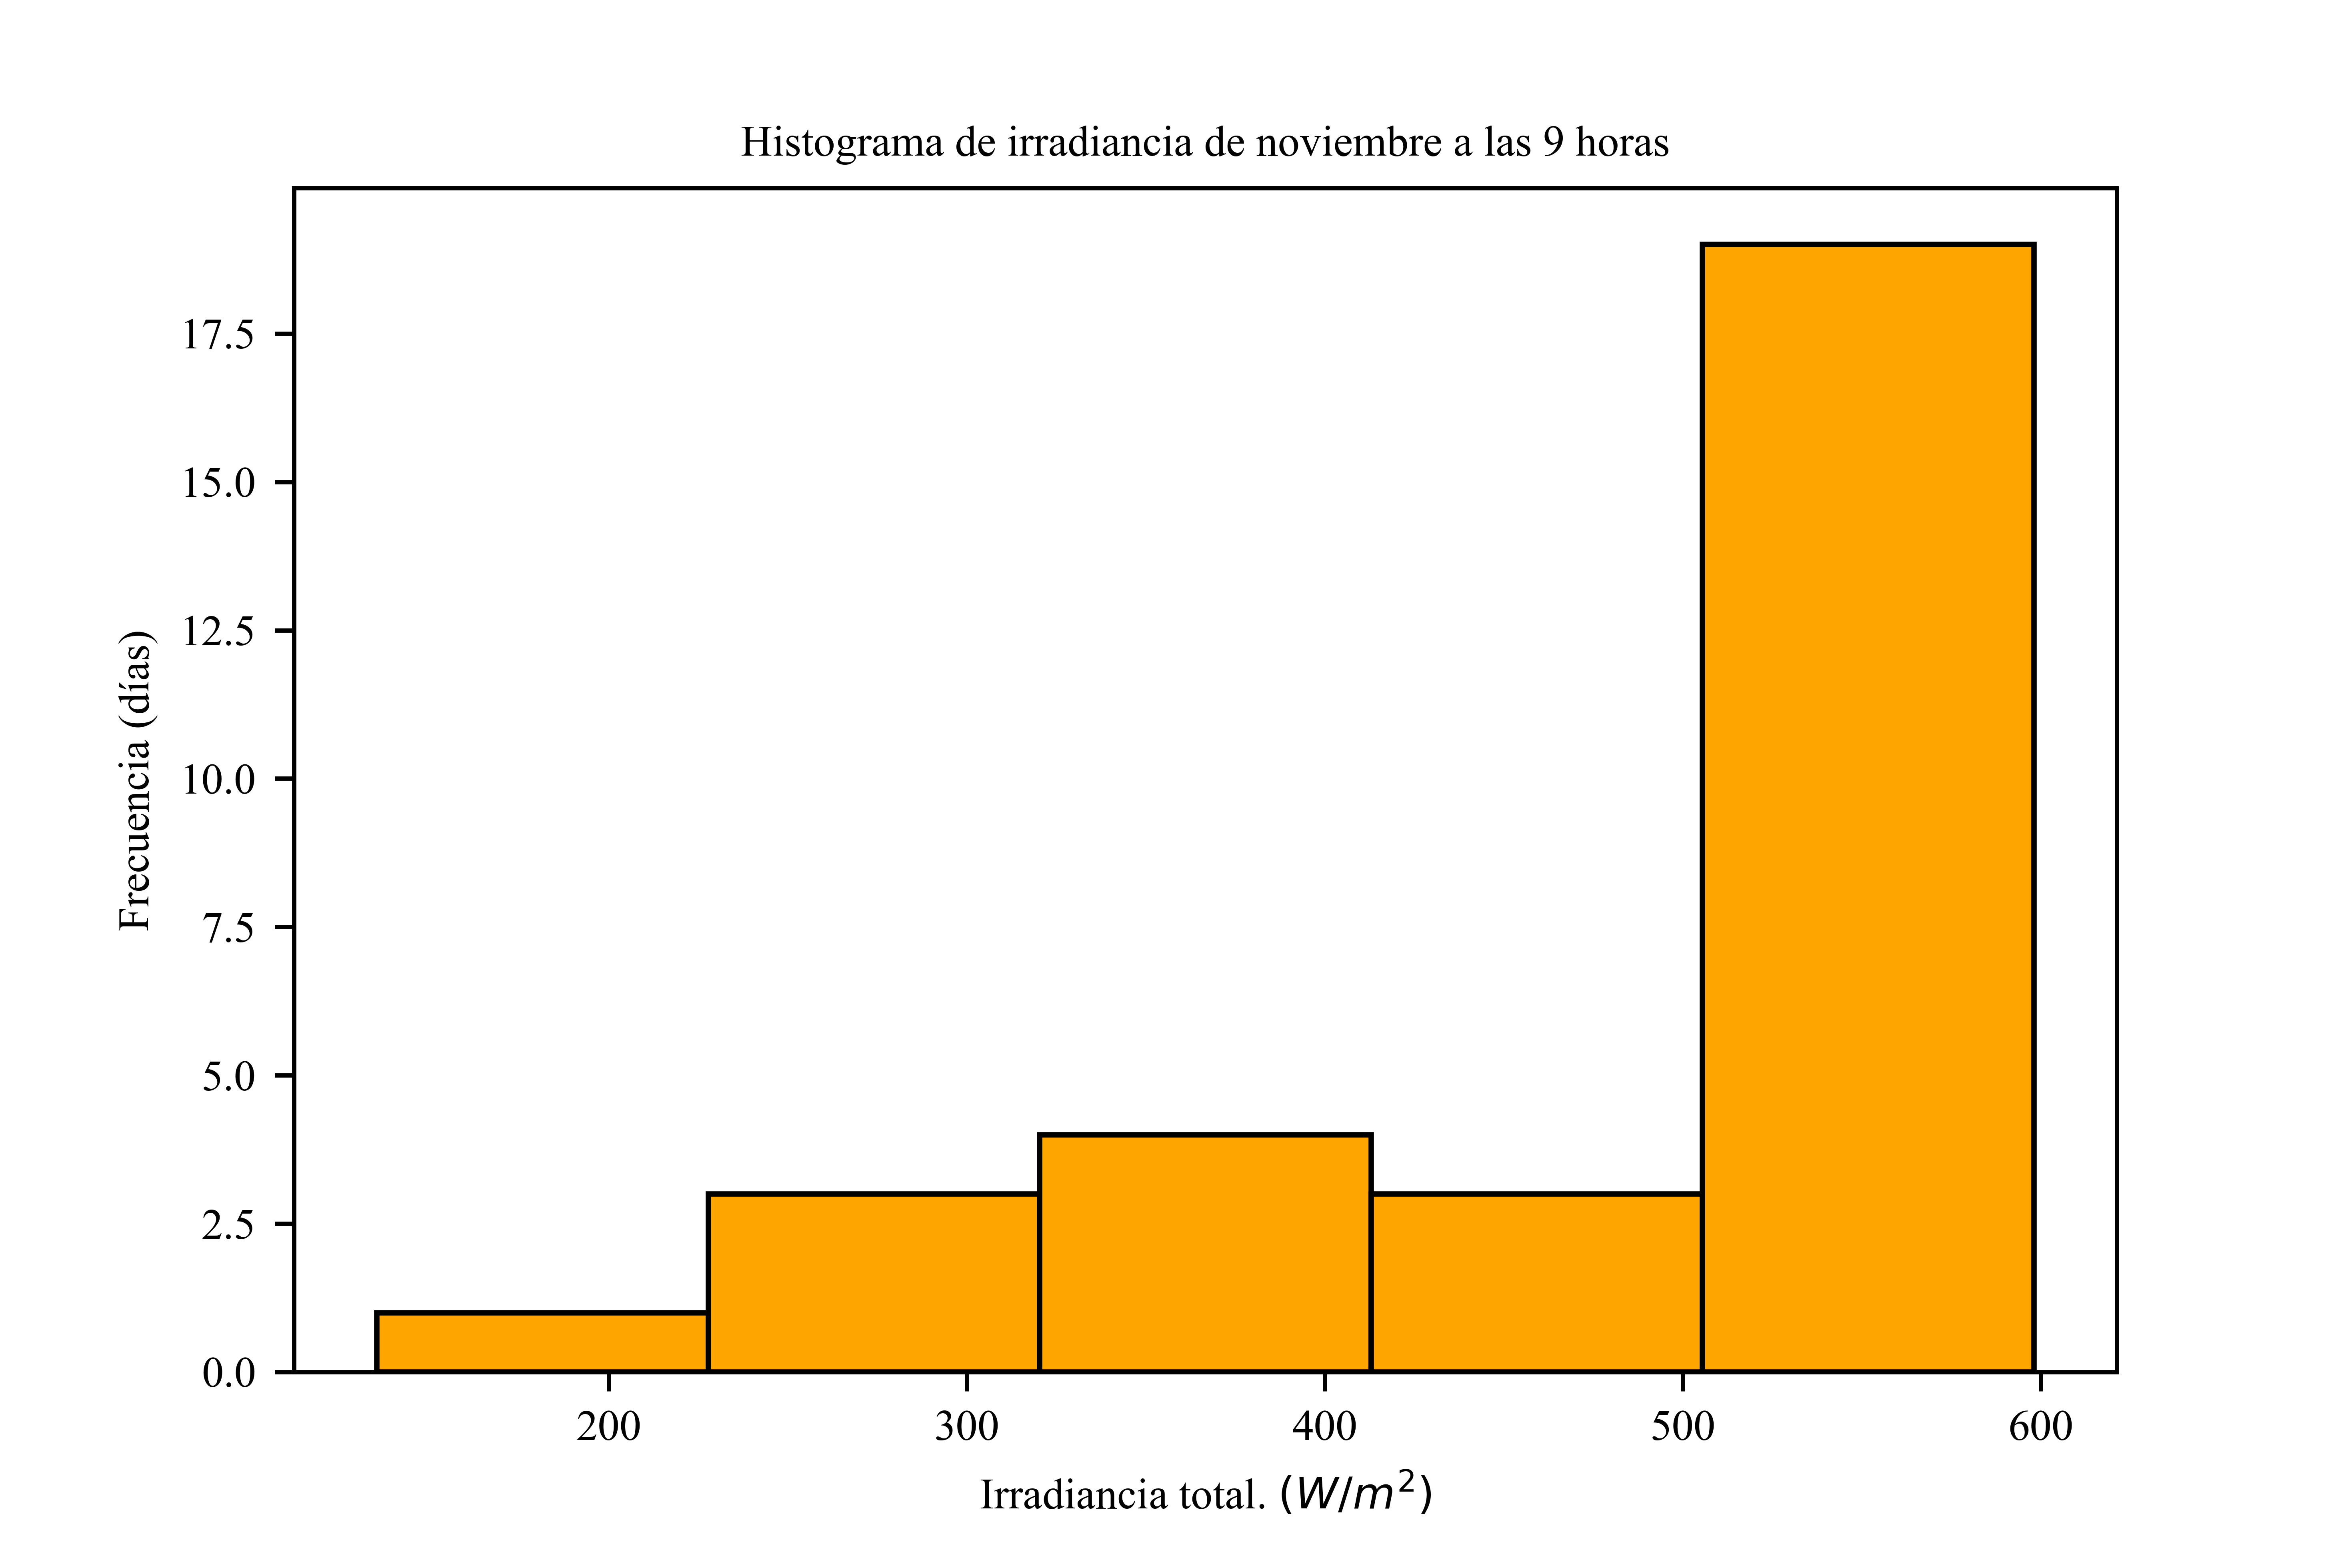 Histograma de irradiancia de noviembre a las 9 horas
17.5
15.0
12.5
10.0
7.5
5.0
2.5
0.0
Frecuencia (días)
200 300 400 500 600
Irradiancia total. (W/m²)